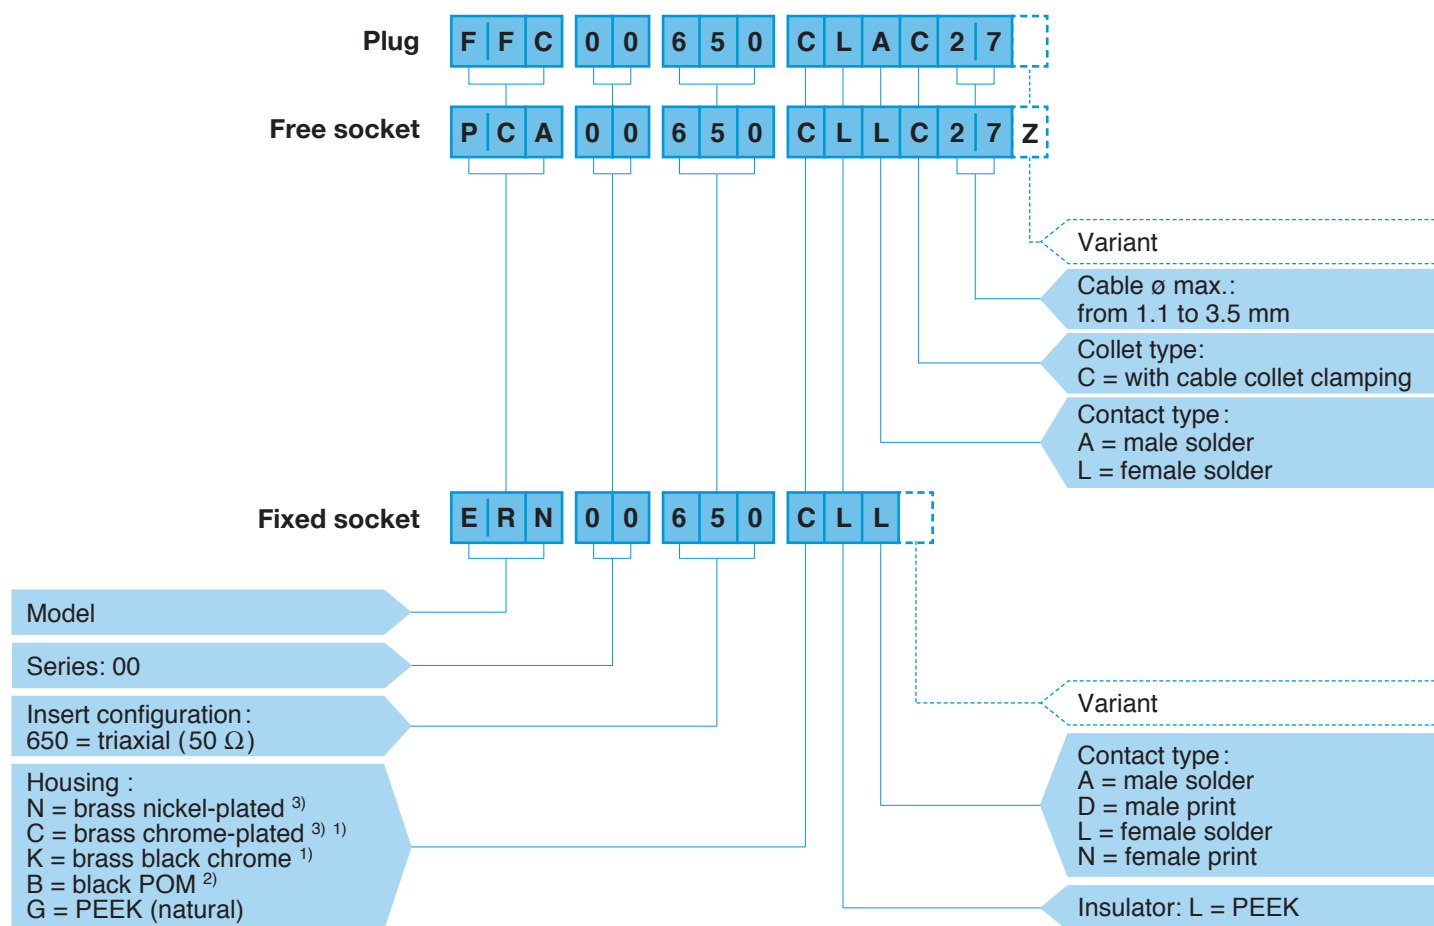 Plug F F C 0 0 6 5 0 C L A C 2 7
Free socket P C A 0 0 6 5 0 C L L C 2 7 Z
Variant
Cable ø max.:
from 1.1 to 3.5 mm
Collet type:
C = with cable collet clamping
Contact type:
A = male solder
L = female solder
Fixed socket E R N 0 0 6 5 0 C L L
Model
Series: 00
Insert configuration:
650 = triaxial (50 Ω)
Housing :
N = brass nickel-plated 3)
C = brass chrome-plated 3) 1)
K = brass black chrome 1)
B = black POM 2)
G = PEEK (natural)
Variant
Contact type:
A = male solder
D = male print
L = female solder
N = female print
Insulator: L = PEEK